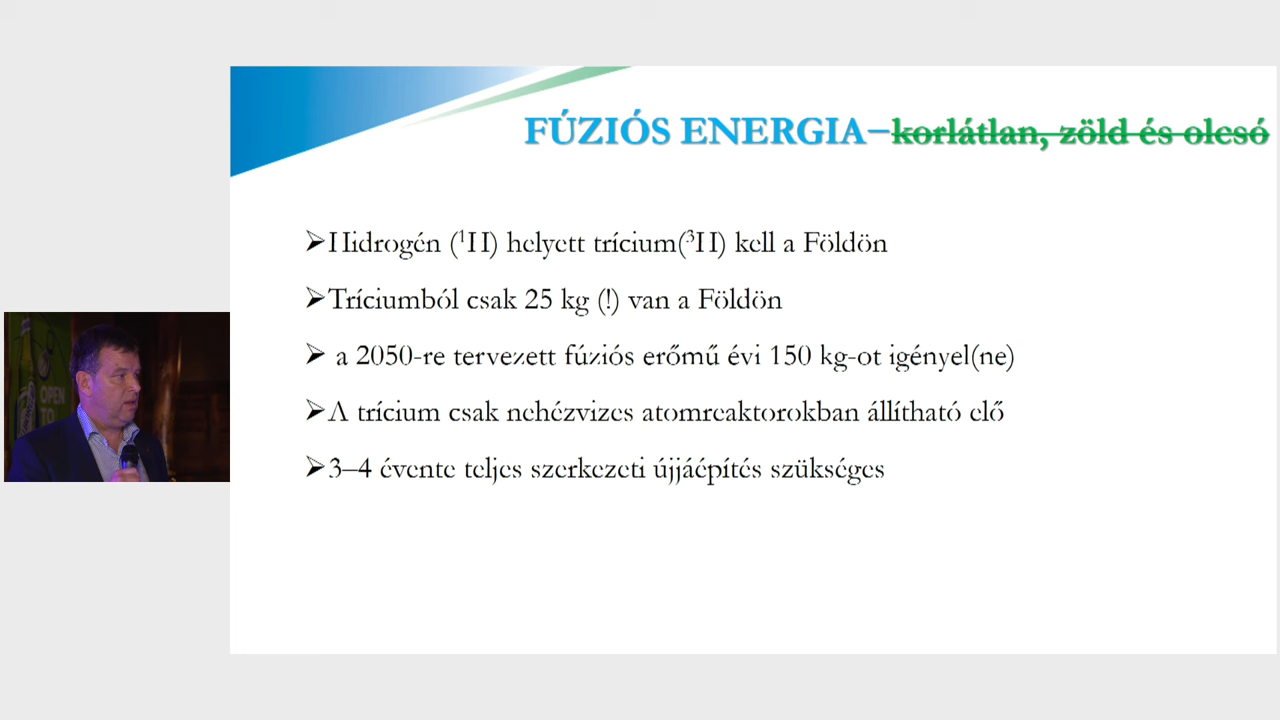 FÚZIÓS ENERGIA–korlátlan, zöld és olcsó
➢Hidrogén (¹H) helyett trícium(³H) kell a Földön
➢Tríciumból csak 25 kg (!) van a Földön
➢ a 2050-re tervezett fúziós erőmű évi 150 kg-ot igényel(ne)
➢A trícium csak nehézvizes atomreaktorokban állítható elő
➢3–4 évente teljes szerkezeti újjáépítés szükséges
OPEN
TO